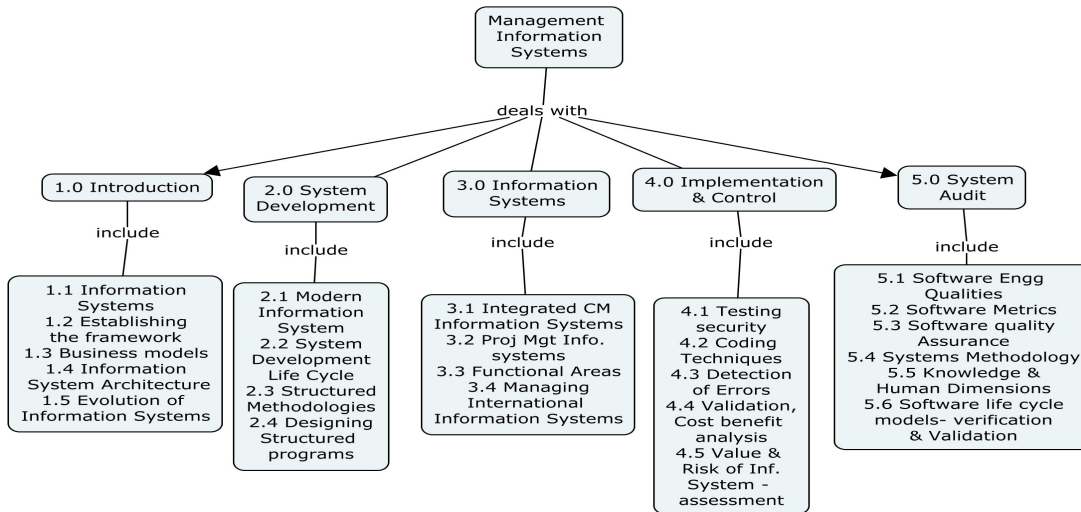 Management
Information
Systems
deals with
1.0 Introduction
2.0 System
Development
3.0 Information
Systems
4.0 Implementation
& Control
5.0 System
Audit
include
include
include
include
include
1.1 Information
Systems
1.2 Establishing
the framework
1.3 Business models
1.4 Information
System Architecture
1.5 Evolution of
Information Systems
2.1 Modern
Information
System
2.2 System
Development
Life Cycle
2.3 Structured
Methodologies
2.4 Designing
Structured
programs
3.1 Integrated CM
Information Systems
3.2 Proj Mgt Info.
systems
3.3 Functional Areas
3.4 Managing
International
Information Systems
4.1 Testing
security
4.2 Coding
Techniques
4.3 Detection
of Errors
4.4 Validation,
Cost benefit
analysis
4.5 Value &
Risk of Inf.
System -
assessment
5.1 Software Engg
Qualities
5.2 Software Metrics
5.3 Software quality
Assurance
5.4 Systems Methodology
5.5 Knowledge &
Human Dimensions
5.6 Software life cycle
models- verification
& Validation